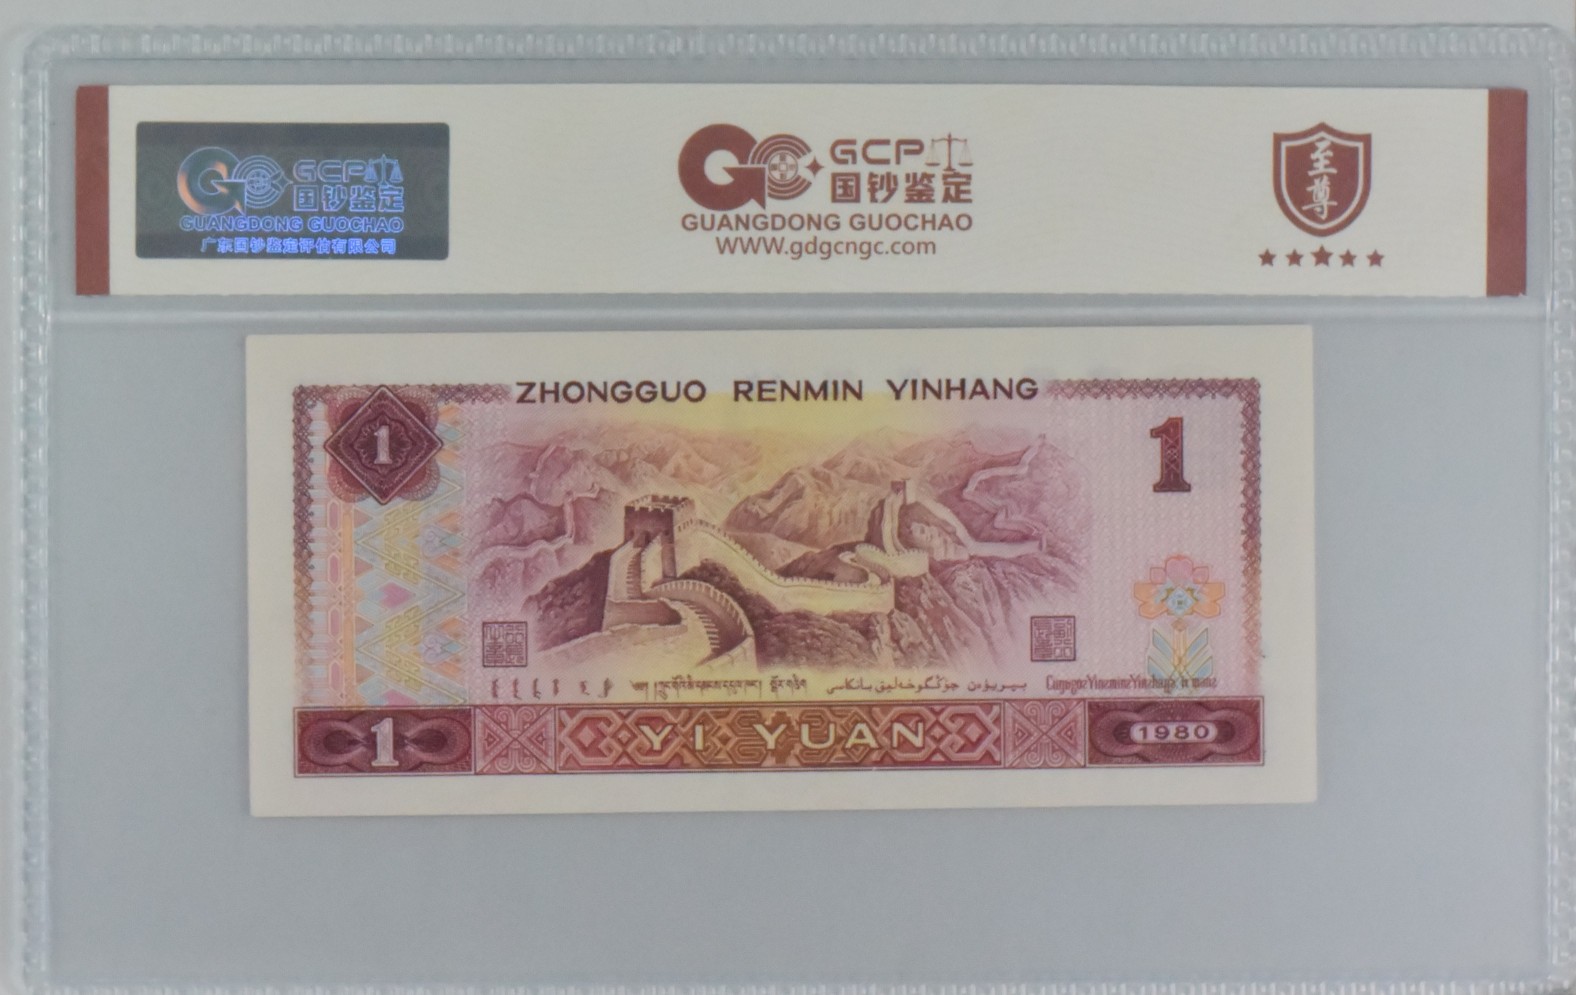 GCP
国钞鉴定
GUANGDONG GUOCHAO
广东国钞鉴定评估有限公司
GCP
国钞鉴定
GUANGDONG GUOCHAO
WWW.gdgcngc.com
至
尊
ZHONGGUO RENMIN YINHANG
1
1
1
YI YUAN
1980